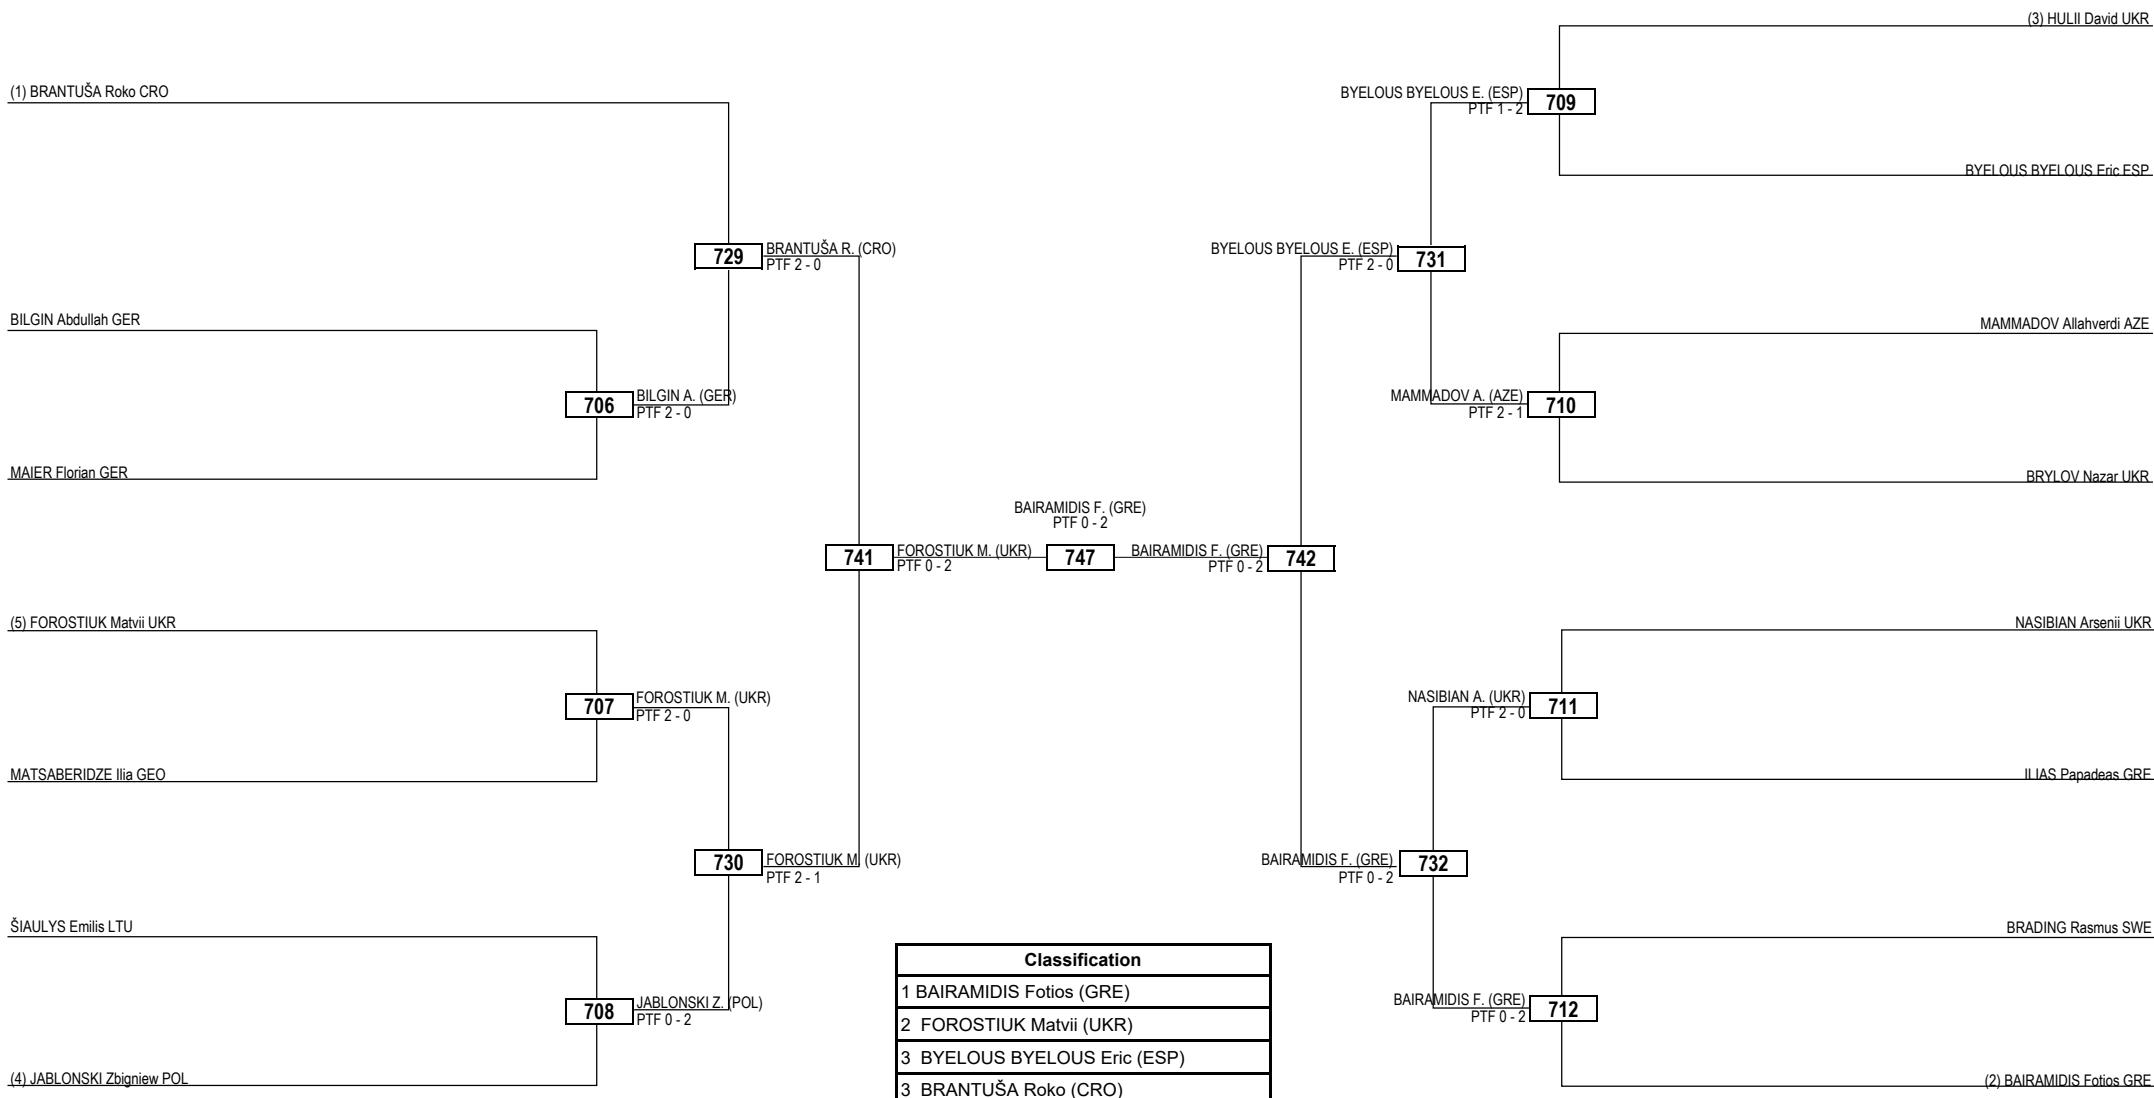 (3) HULII David UKR
(1) BRANTUŠA Roko CRO
BYELOUS BYELOUS E. (ESP)
PTF 1 - 2
709
BYELOUS BYELOUS Eric ESP
729
BRANTUŠA R. (CRO)
PTF 2 - 0
BYELOUS BYELOUS E. (ESP)
PTF 2 - 0
731
BILGIN Abdullah GER
MAMMADOV Allahverdi AZE
706
BILGIN A. (GER)
PTF 2 - 0
MAMMADOV A. (AZE)
PTF 2 - 1
710
MAIER Florian GER
BRYLOV Nazar UKR
BAIRAMIDIS F. (GRE)
PTF 0 - 2
741
FOROSTIUK M. (UKR)
PTF 0 - 2
747
BAIRAMIDIS F. (GRE)
PTF 0 - 2
742
(5) FOROSTIUK Matvii UKR
NASIBIAN Arsenii UKR
707
FOROSTIUK M. (UKR)
PTF 2 - 0
NASIBIAN A. (UKR)
PTF 2 - 0
711
MATSABERIDZE Ilia GEO
ILIAS Papadeas GRE
730
FOROSTIUK M. (UKR)
PTF 2 - 1
BAIRAMIDIS F. (GRE)
PTF 0 - 2
732
ŠIAULYS Emilis LTU
BRADING Rasmus SWE
708
JABLONSKI Z. (POL)
PTF 0 - 2
BAIRAMIDIS F. (GRE)
PTF 0 - 2
712
(4) JABLONSKI Zbigniew POL
(2) BAIRAMIDIS Fotios GRE
Classification
1 BAIRAMIDIS Fotios (GRE)
2 FOROSTIUK Matvii (UKR)
3 BYELOUS BYELOUS Eric (ESP)
3 BRANTUŠA Roko (CRO)